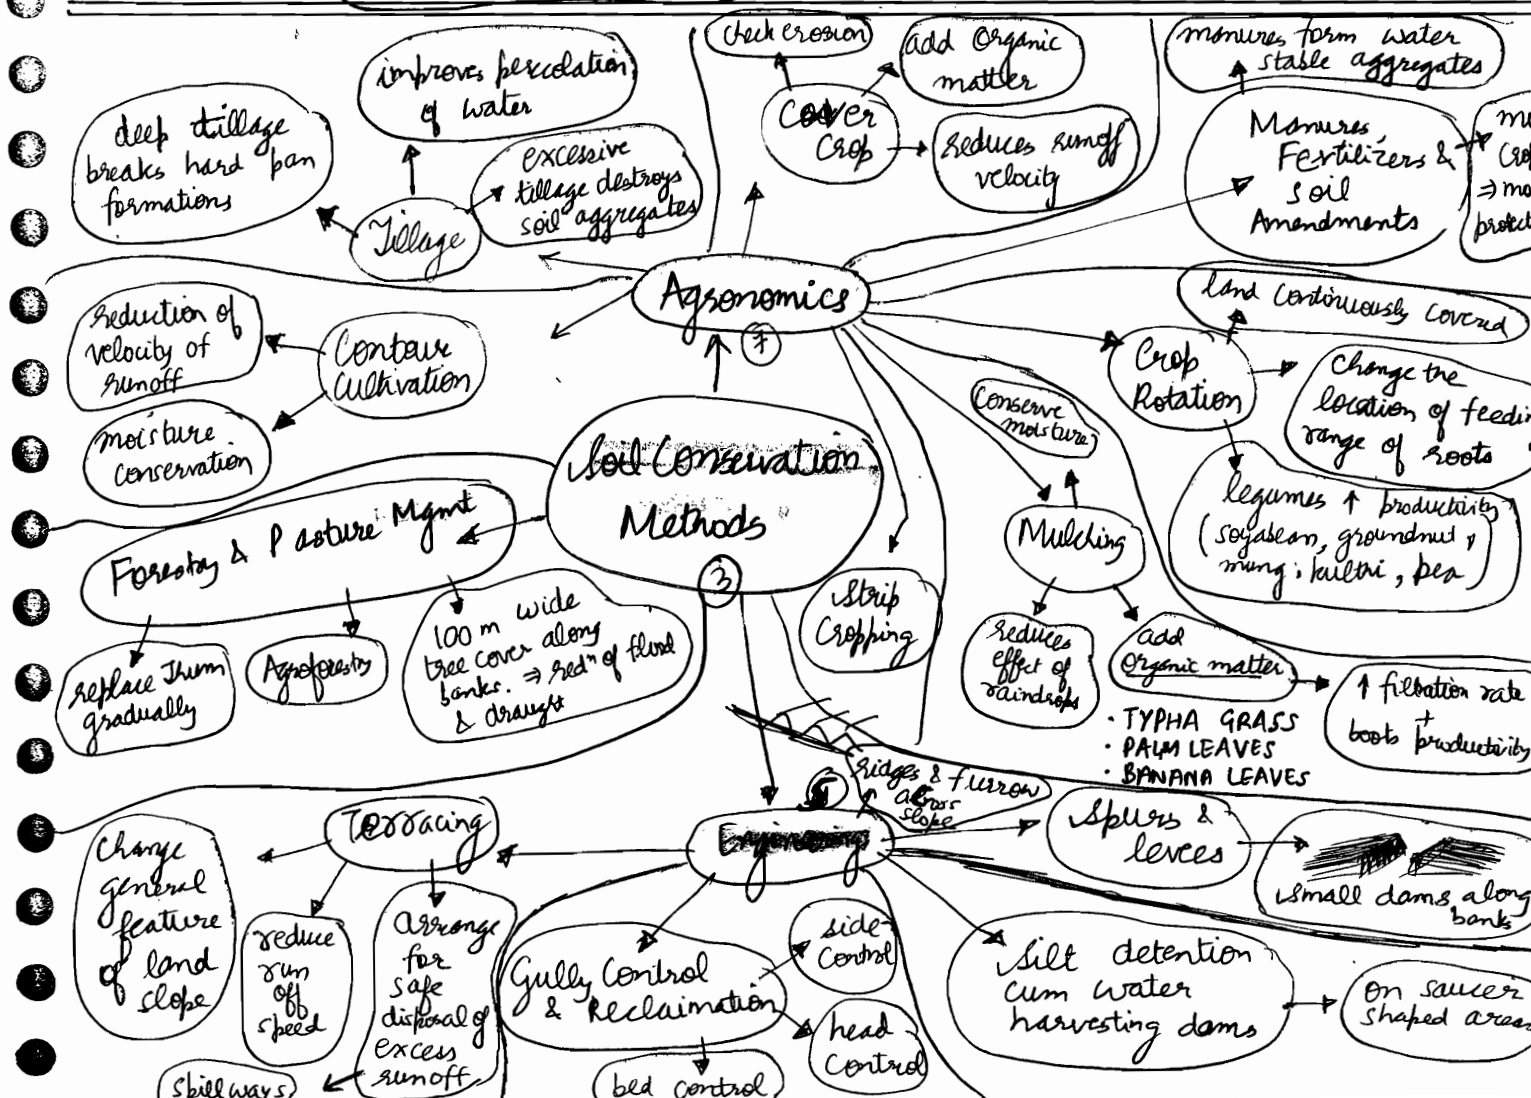 improves percolation
of water
deep tillage
breaks hard pan
formations
excessive
tillage destroys
soil aggregates
Tillage
check erosion
add organic
matter
Cover
Crop
reduces runoff
velocity
manures form water
stable aggregates
Manures,
Fertilizers &
Soil
Amendments
Agronomics
7
reduction of
velocity of
runoff
Contour
Cultivation
moisture
conservation
land continuously covered
Crop
Rotation
Change the
location of
range of roots
legumes ↑ productivity
(soyabean, groundnut,
mung, kulthi, pea)
Conserve
moisture
Mulching
reduces
effect of
raindrops
add
organic matter
• TYPHA GRASS
• PALM LEAVES
• BANANA LEAVES
↑ filtration rate
+
boots productivity
Strip
Cropping
Soil Conservation
Methods
3
Forestry & Pasture Mgmt
replace Jhum
gradually
Agroforestry
100 m wide
tree cover along
banks. ⇒ redn of flood
& draught
5
ridges & furrow
across
slope
Engineering
Terracing
change
general
feature
of land
slope
reduce
run
off
speed
arrange
for
safe
disposal of
excess
runoff
spillways
Gully Control
& Reclaimation
side-
control
head
control
bed control
Spurs &
levees
small dams along
banks
Silt detention
cum water
harvesting dams
on saucer
shaped areas